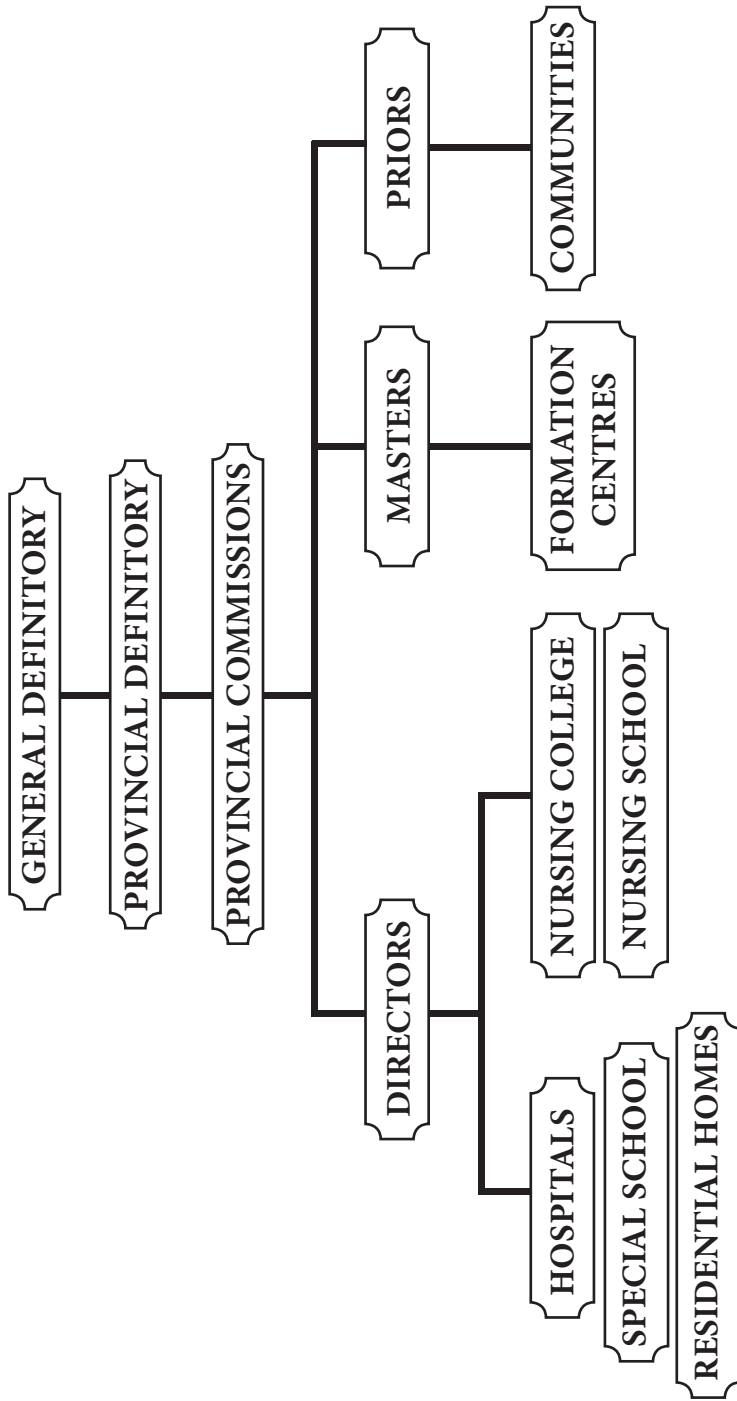 GENERAL DEFINITORY
PROVINCIAL DEFINITORY
PROVINCIAL COMMISSIONS
DIRECTORS
MASTERS
PRIORS
HOSPITALS
SPECIAL SCHOOL
RESIDENTIAL HOMES
NURSING COLLEGE
NURSING SCHOOL
FORMATION
CENTRES
COMMUNITIES